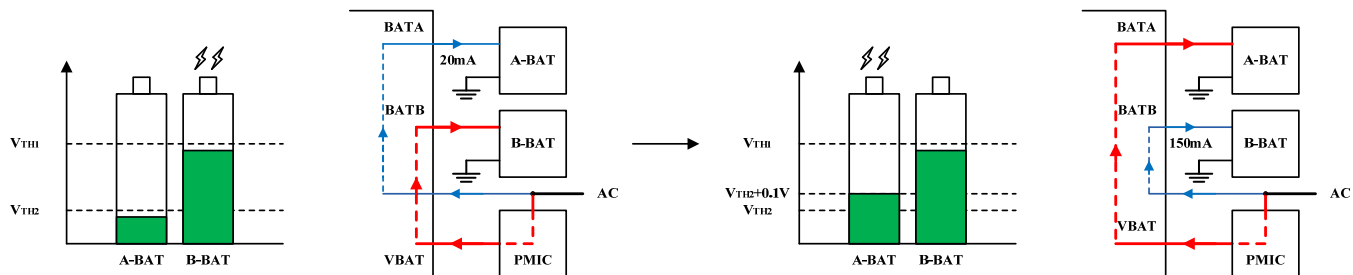 VTH1
VTH2
A-BAT
B-BAT
BATA
20mA
A-BAT
BATB
B-BAT
AC
VBAT
PMIC
VTH1
VTH2+0.1V
VTH2
A-BAT
B-BAT
BATA
A-BAT
BATB
150mA
B-BAT
AC
VBAT
PMIC